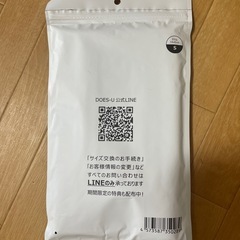 S
DOES-U 公式LINE
「サイズ交換のお手続き」
「お客様情報の変更」など
すべてのお問い合わせは
LINEのみ承っております
期間限定の特典も配布中！